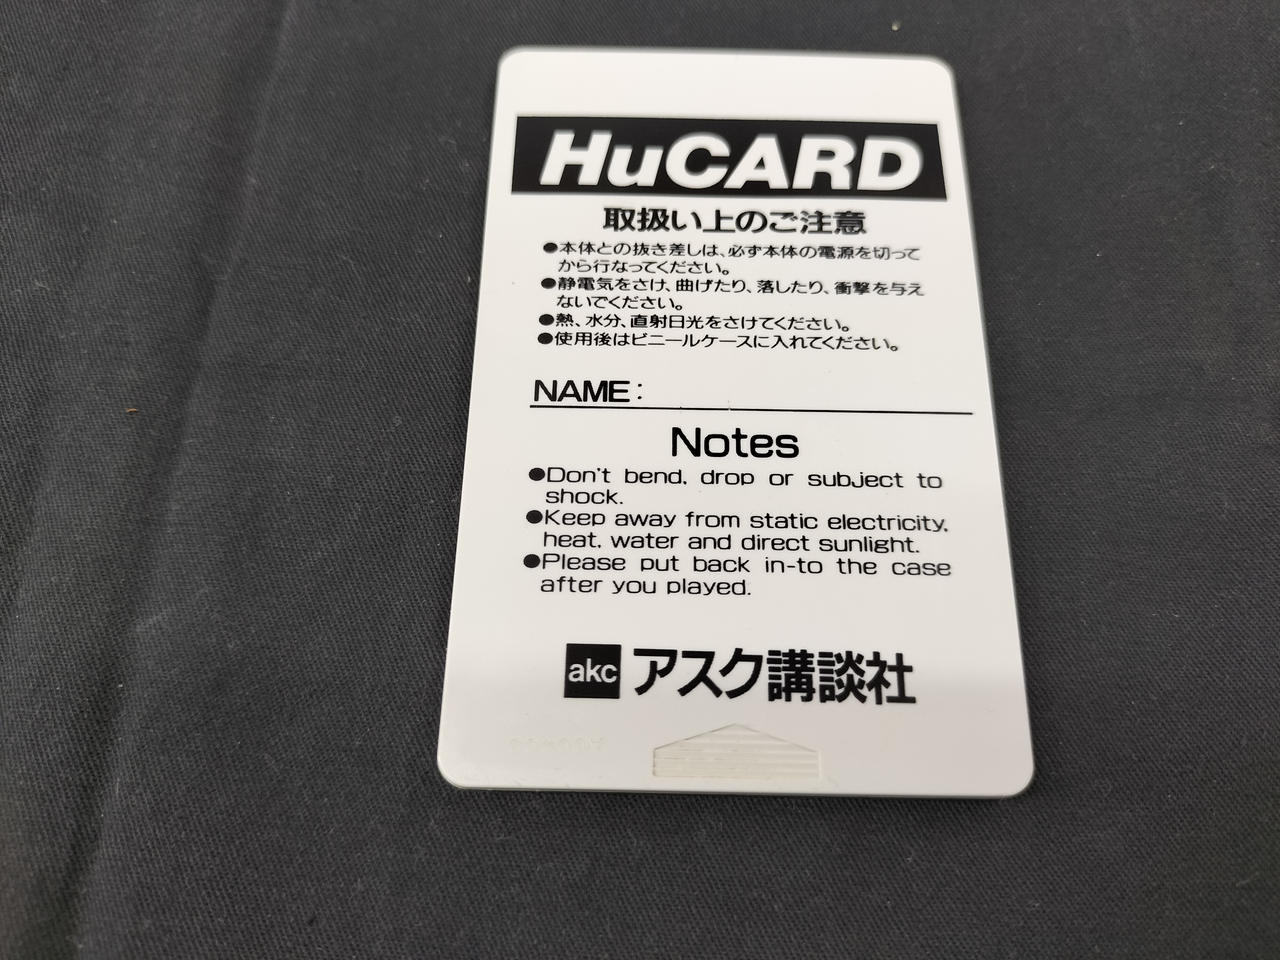 HuCARD
取扱い上のご注意
●本体との抜き差しは、必ず本体の電源を切って
から行なってください。
●静電気をさけ、曲げたり、落したり、衝撃を与え
ないでください。
●熱、水分、直射日光をさけてください。
●使用後はビニールケースに入れてください。
NAME:
Notes
●Don't bend, drop or subject to
shock.
●Keep away from static electricity,
heat, water and direct sunlight.
●Please put back in-to the case
after you played.
akc アスク講談社